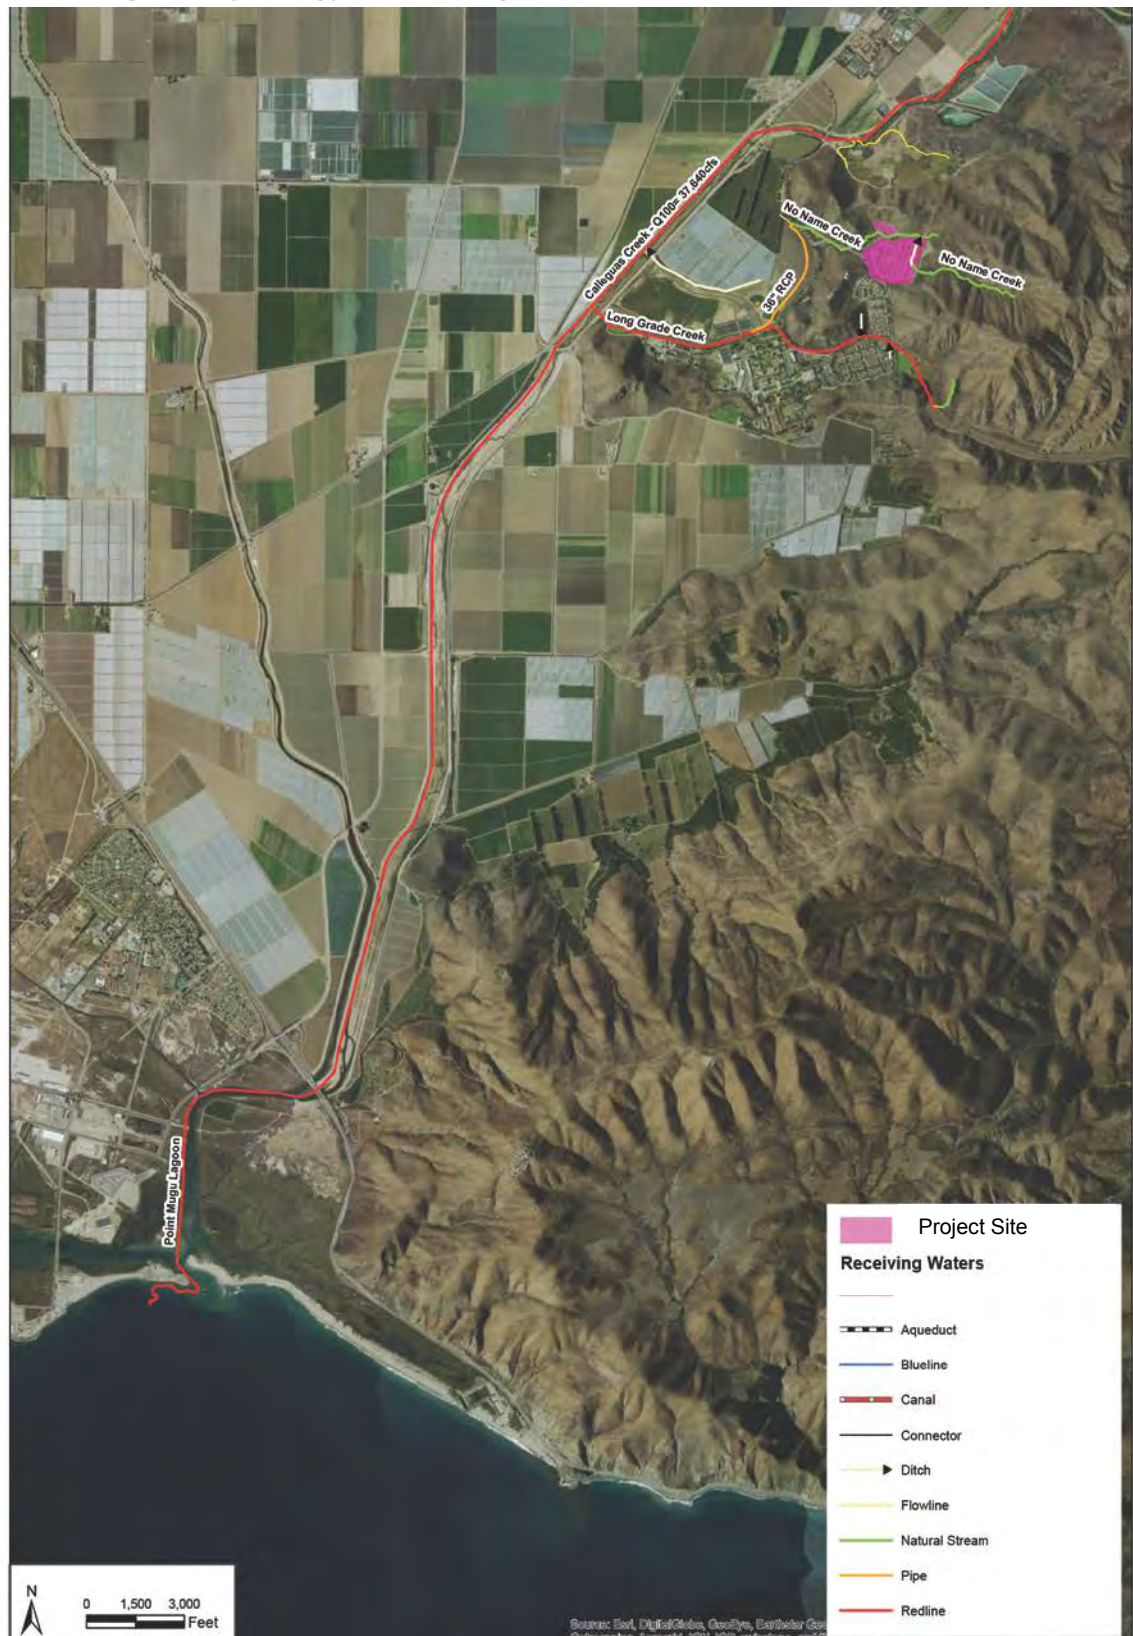 Calleguas Creek - Q100= 37,640cfs
No Name Creek
No Name Creek
36" RCP
Long Grade Creek
Point Mugu Lagoon
Project Site
Receiving Waters
Aqueduct
Blueline
Canal
Connector
Ditch
Flowline
Natural Stream
Pipe
Redline
N
0 1,500 3,000
Feet
Source: Esri, DigitalGlobe, GeoEye, Earthstar